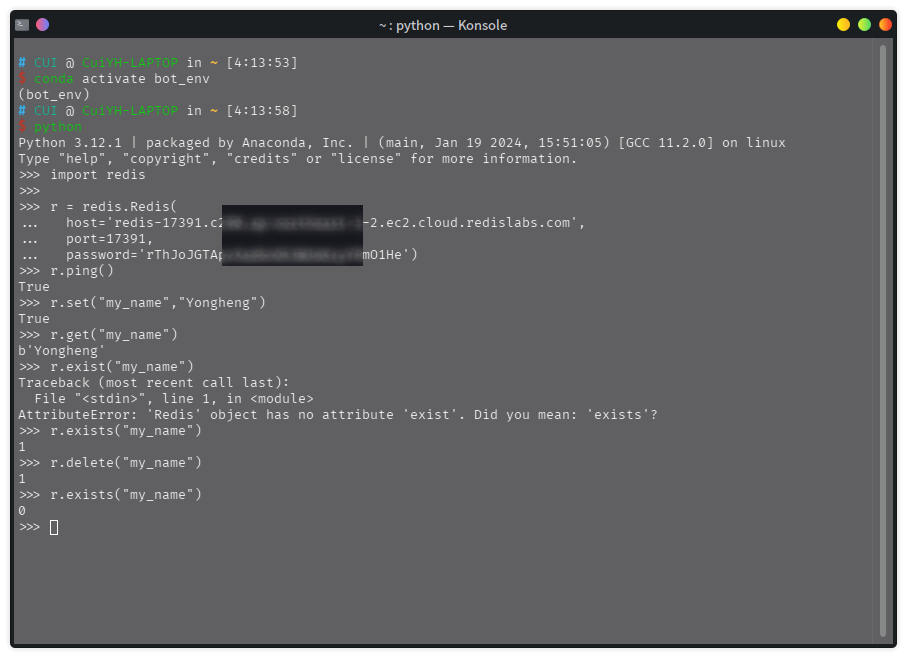 ~ : python — Konsole
# CUI @ CuiYH-LAPTOP in ~ [4:13:53]
conda activate bot_env
(bot_env)
# CUI @ CuiYH-LAPTOP in ~ [4:13:58]
python
Python 3.12.1 | packaged by Anaconda, Inc. | (main, Jan 19 2024, 15:51:05) [GCC 11.2.0] on linux
Type "help", "copyright", "credits" or "license" for more information.
>>> import redis
>>>
>>> r = redis.Redis(
...   host='redis-17391.c -2.ec2.cloud.redislabs.com',
...   port=17391,
...   password='rThJoJGTA mO1He')
>>> r.ping()
True
>>> r.set("my_name","Yongheng")
True
>>> r.get("my_name")
b'Yongheng'
>>> r.exist("my_name")
Traceback (most recent call last):
  File "<stdin>", line 1, in <module>
AttributeError: 'Redis' object has no attribute 'exist'. Did you mean: 'exists'?
>>> r.exists("my_name")
1
>>> r.delete("my_name")
1
>>> r.exists("my_name")
0
>>>